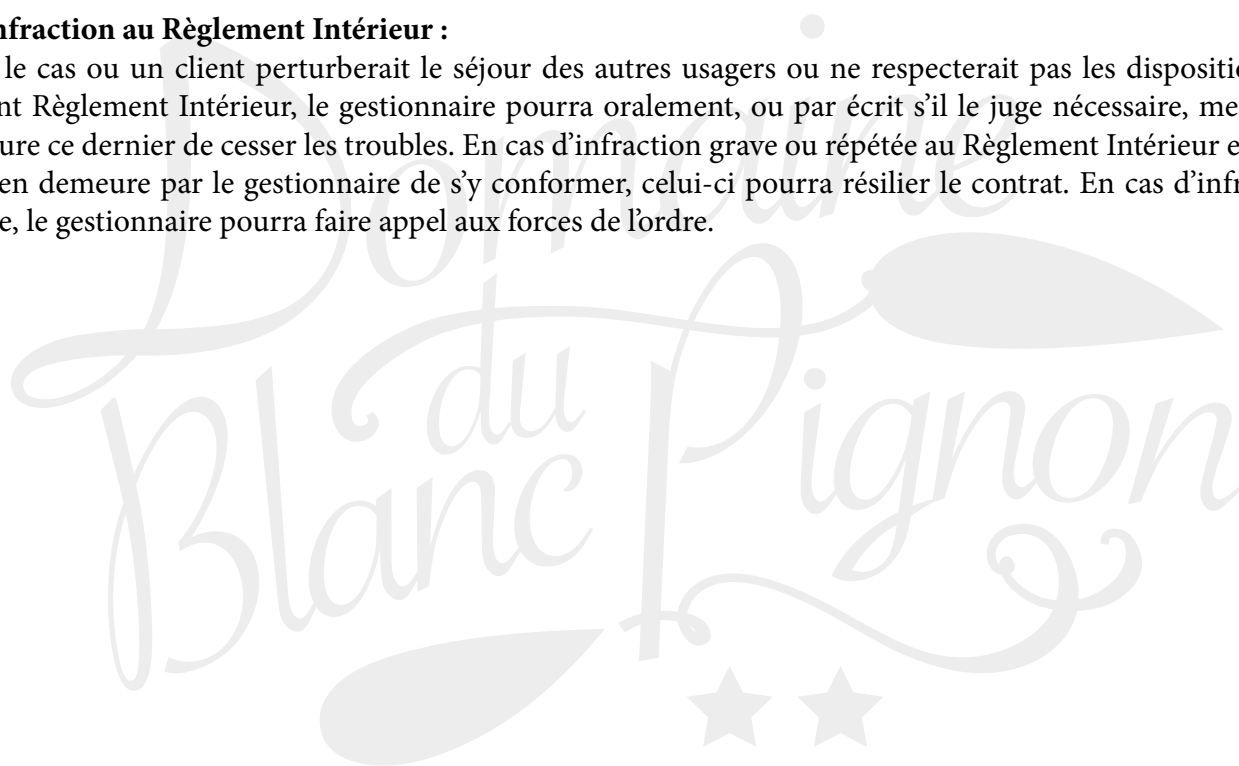 nfraction au Règlement Intérieur :
le cas ou un client perturberait le séjour des autres usagers ou ne respecterait pas les dispositi
nt Règlement Intérieur, le gestionnaire pourra oralement, ou par écrit s’il le juge nécessaire, me
ure ce dernier de cesser les troubles. En cas d’infraction grave ou répétée au Règlement Intérieur e
en demeure par le gestionnaire de s’y conformer, celui-ci pourra résilier le contrat. En cas d’infr
e, le gestionnaire pourra faire appel aux forces de l’ordre.
Domaine
du
Blanc Pignon